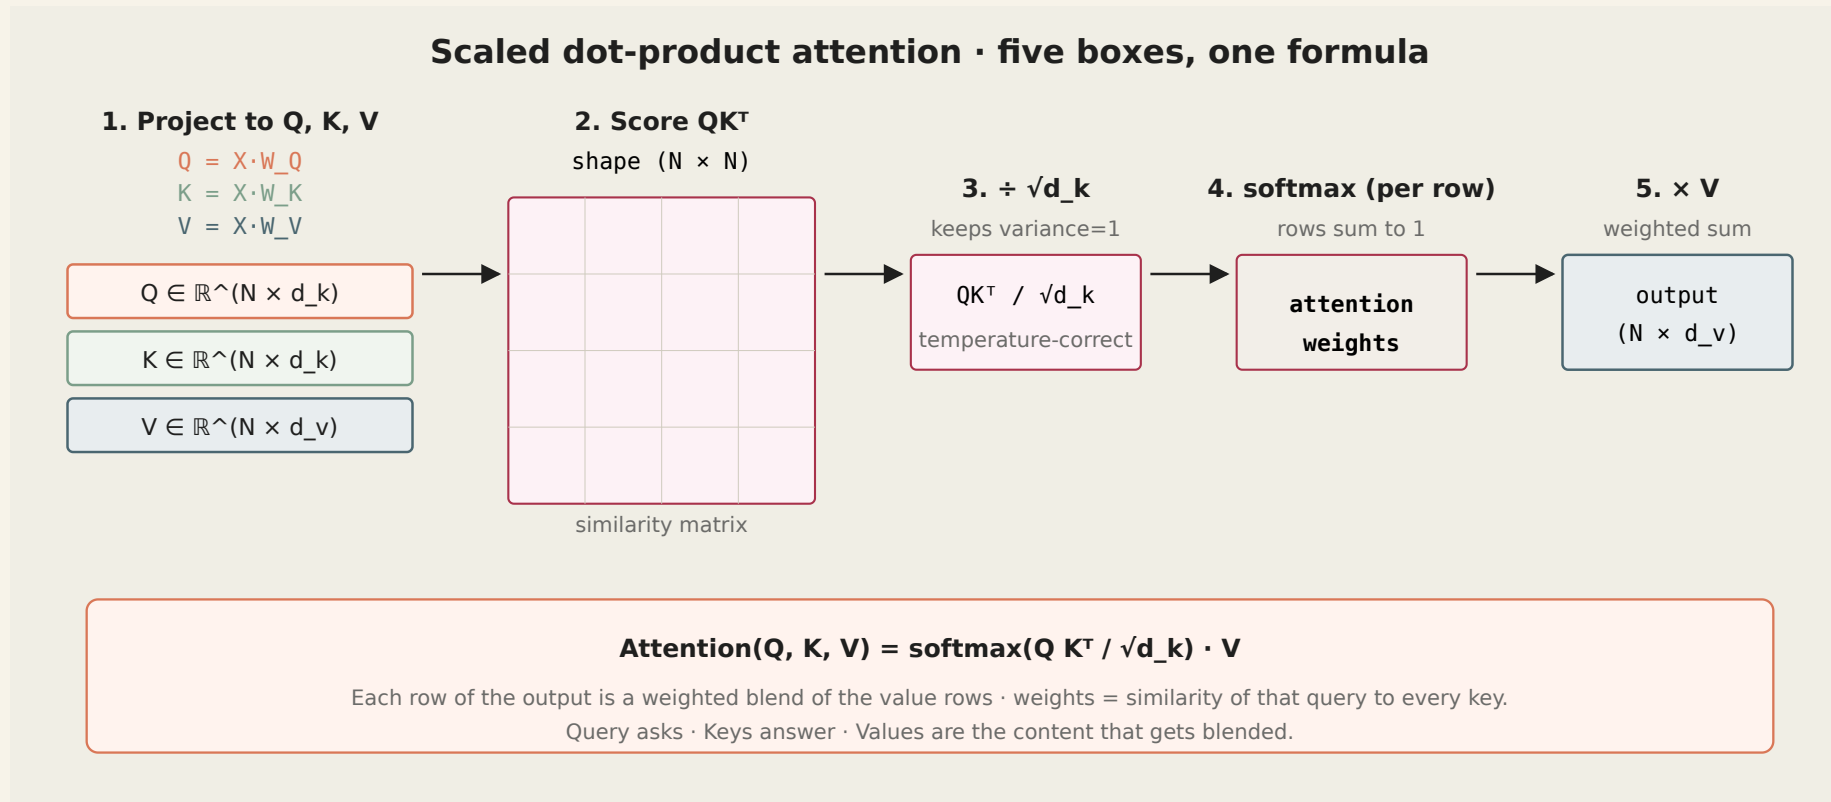 Scaled dot-product attention · five boxes, one formula
1. Project to Q, K, V
Q = X·W_Q
K = X·W_K
V = X·W_V
Q ∈ ℝ^(N × d_k)
K ∈ ℝ^(N × d_k)
V ∈ ℝ^(N × d_v)
2. Score QKᵀ
shape (N × N)
similarity matrix
3. ÷ √d_k
keeps variance=1
QKᵀ / √d_k
temperature-correct
4. softmax (per row)
rows sum to 1
attention
weights
5. × V
weighted sum
output
(N × d_v)
Attention(Q, K, V) = softmax(Q Kᵀ / √d_k) · V
Each row of the output is a weighted blend of the value rows · weights = similarity of that query to every key.
Query asks · Keys answer · Values are the content that gets blended.